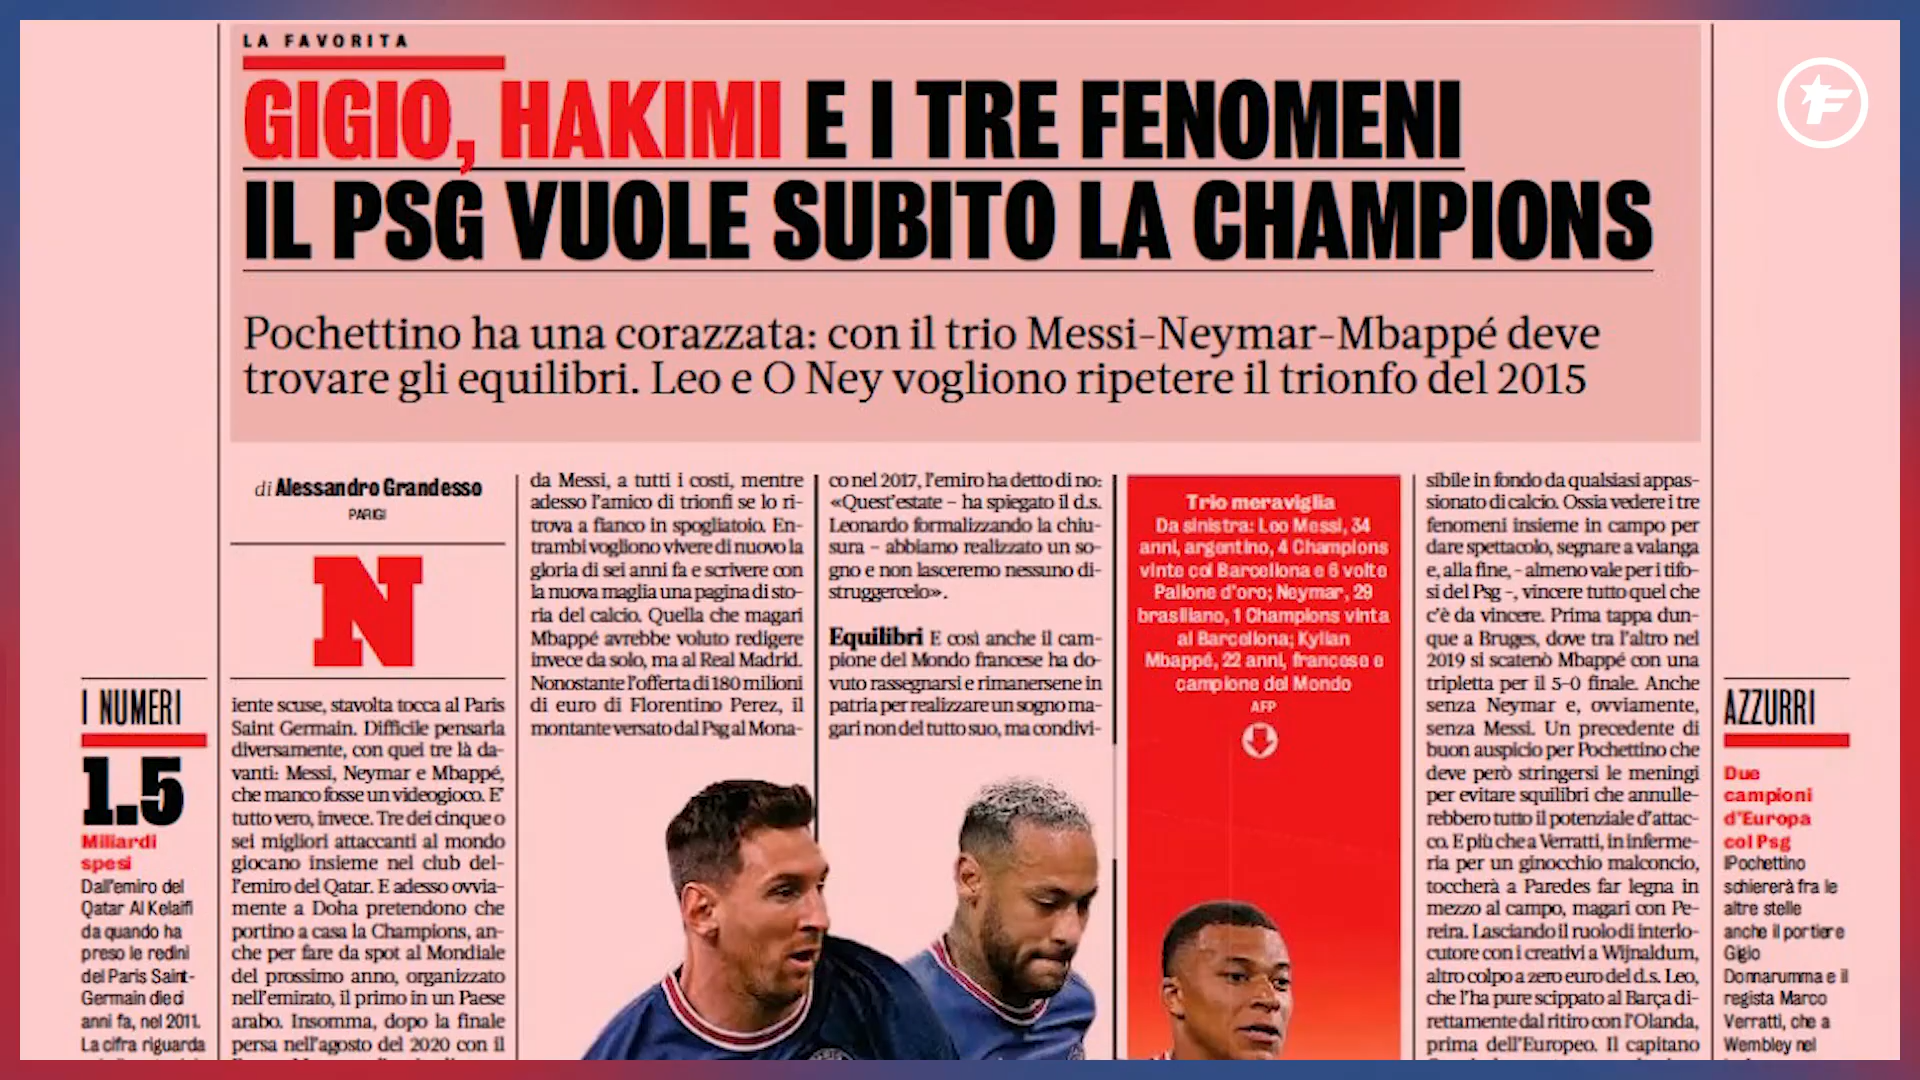 LA FAVORITA
GIGIO, HAKIMI E I TRE FENOMENI
IL PSG VUOLE SUBITO LA CHAMPIONS
Pochettino ha una corazzata: con il trio Messi-Neymar-Mbappé deve
trovare gli equilibri. Leo e O Ney vogliono ripetere il trionfo del 2015
I NUMERI
1.5
Miliardi
spesi
Dall'emiro del
Qatar Al Kelaifi
da quando ha
preso le redini
del Paris Saint-
Germain dieci
anni fa, nel 2011.
La cifra riguarda
di Alessandro Grandesso
PARIGI
N
iente scuse, stavolta tocca al Paris
Saint Germain. Difficile pensarla
diversamente, con quei tre là da-
vanti: Messi, Neymar e Mbappé,
che manco fosse un videogioco. E'
tutto vero, invece. Tre dei cinque o
sei migliori attaccanti al mondo
giocano insieme nel club del-
l'emiro del Qatar. E adesso ovvia-
mente a Doha pretendono che
portino a casa la Champions, an-
che per fare da spot al Mondiale
del prossimo anno, organizzato
nell'emirato, il primo in un Paese
arabo. Insomma, dopo la finale
persa nell'agosto del 2020 con il
da Messi, a tutti i costi, mentre
adesso l'amico di trionfi se lo ri-
trova a fianco in spogliatoio. En-
trambi vogliono vivere di nuovo la
gloria di sei anni fa e scrivere con
la nuova maglia una pagina di sto-
ria del calcio. Quella che magari
Mbappé avrebbe voluto redigere
invece da solo, ma al Real Madrid.
Nonostante l'offerta di 180 milioni
di euro di Florentino Perez, il
montante versato dal Psg al Mona-
co nel 2017, l'emiro ha detto di no:
«Quest'estate – ha spiegato il d.s.
Leonardo formalizzando la chiu-
sura – abbiamo realizzato un so-
gno e non lasceremo nessuno di-
struggercelo».
Equilibri E così anche il cam-
pione del Mondo francese ha do-
vuto rassegnarsi e rimanersene in
patria per realizzare un sogno ma-
gari non del tutto suo, ma condivi-
Trio meraviglia
Da sinistra: Leo Messi, 34
anni, argentino, 4 Champions
vinte col Barcellona e 6 volte
Pallone d'oro; Neymar, 29
brasiliano, 1 Champions vinta
al Barcellona; Kylian
Mbappé, 22 anni, francese e
campione del Mondo
AFP
sibile in fondo da qualsiasi appas-
sionato di calcio. Ossia vedere i tre
fenomeni insieme in campo per
dare spettacolo, segnare a valanga
e, alla fine, – almeno vale per i tifo-
si del Psg –, vincere tutto quel che
c'è da vincere. Prima tappa dun-
que a Bruges, dove tra l'altro nel
2019 si scatenò Mbappé con una
tripletta per il 5-0 finale. Anche
senza Neymar e, ovviamente,
senza Messi. Un precedente di
buon auspicio per Pochettino che
deve però stringersi le meningi
per evitare squilibri che annulle-
rebbero tutto il potenziale d'attac-
co. E più che a Verratti, in inferme-
ria per un ginocchio malconcio,
toccherà a Paredes far legna in
mezzo al campo, magari con Pe-
reira. Lasciando il ruolo di interlo-
cutore con i creativi a Wijnaldum,
altro colpo a zero euro del d.s. Leo,
che l'ha pure scippato al Barça di-
rettamente dal ritiro con l'Olanda,
prima dell'Europeo. Il capitano
AZZURRI
Due
campioni
d'Europa
col Psg
lPochettino
schiererà fra le
altre stelle
anche il portiere
Gigio
Donnarumma e il
regista Marco
Verratti, che a
Wembley nel